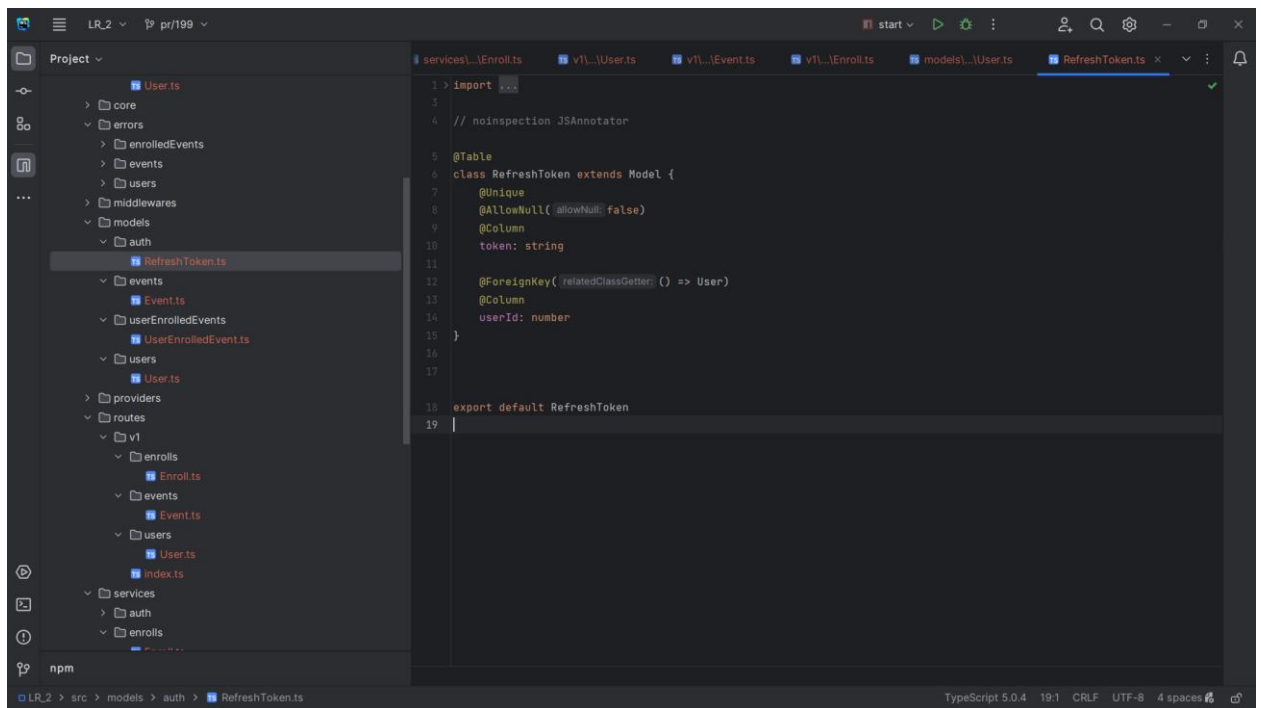 LR_2 pr/199 start
Project
services\...\Enroll.ts v1\...\User.ts v1\...\Event.ts v1\...\Enroll.ts models\...\User.ts RefreshToken.ts
User.ts
core
errors
enrolledEvents
events
users
middlewares
models
auth
RefreshToken.ts
events
Event.ts
userEnrolledEvents
UserEnrolledEvent.ts
users
User.ts
providers
routes
v1
enrolls
Enroll.ts
events
Event.ts
users
User.ts
index.ts
services
auth
enrolls
npm
1 import ...
3
4 // noinspection JSAnnotator
5 @Table
6 class RefreshToken extends Model {
7 @Unique
8 @AllowNull( allowNull: false)
9 @Column
10 token: string
11
12 @ForeignKey( relatedClassGetter: () => User)
13 @Column
14 userId: number
15 }
16
17
18 export default RefreshToken
19
LR_2 > src > models > auth > RefreshToken.ts TypeScript 5.0.4 19:1 CRLF UTF-8 4 spaces